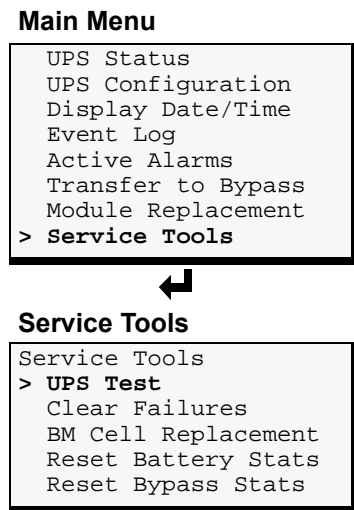 Main Menu
UPS Status
UPS Configuration
Display Date/Time
Event Log
Active Alarms
Transfer to Bypass
Module Replacement
> Service Tools
Service Tools
Service Tools
> UPS Test
Clear Failures
BM Cell Replacement
Reset Battery Stats
Reset Bypass Stats